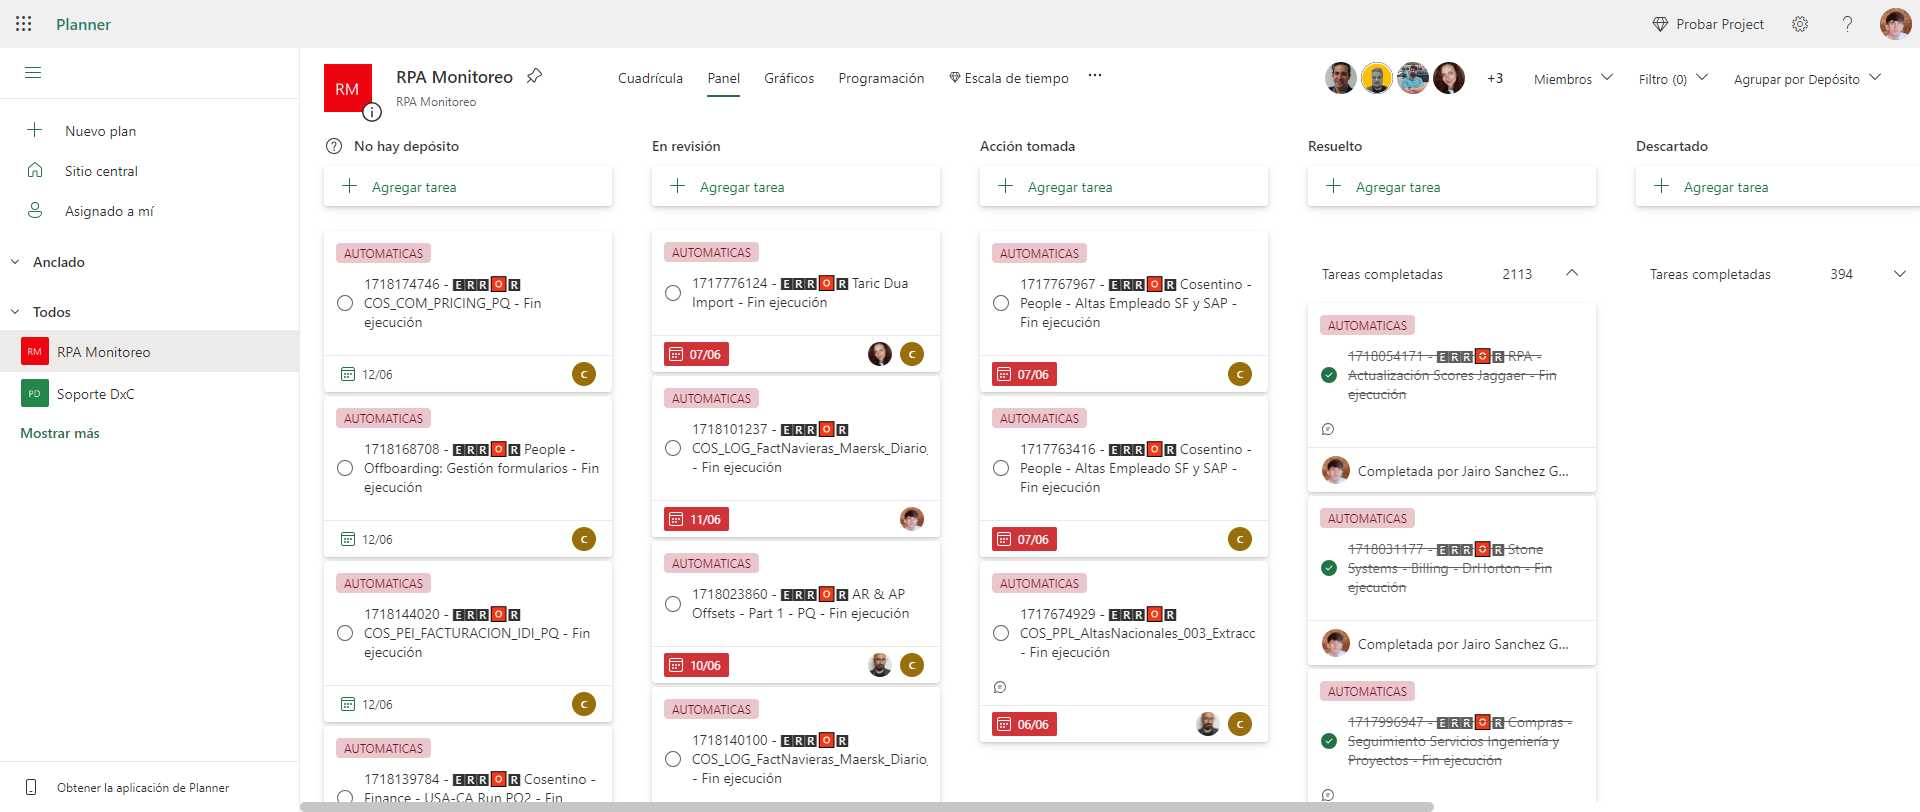 Planner
Probar Project
Nuevo plan
Sitio central
Asignado a mí
Anclado
Todos
RM RPA Monitoreo
PD Soporte DxC
Mostrar más
Obtener la aplicación de Planner
RM
RPA Monitoreo
RPA Monitoreo
Cuadrícula
Panel
Gráficos
Programación
Escala de tiempo
...
+3
Miembros
Filtro (0)
Agrupar por Depósito
No hay depósito
Agregar tarea
AUTOMATICAS
1718174746 - ERROR
COS_COM_PRICING_PQ - Fin
ejecución
12/06
C
AUTOMATICAS
1718168708 - ERROR People -
Offboarding: Gestión formularios - Fin
ejecución
12/06
C
AUTOMATICAS
1718144020 - ERROR
COS_PEI_FACTURACION_IDI_PQ - Fin
ejecución
12/06
C
AUTOMATICAS
1718139784 - ERROR Cosentino -
Finance - USA-CA Run PO2 - Fin
En revisión
Agregar tarea
AUTOMATICAS
1717776124 - ERROR Taric Dua
Import - Fin ejecución
07/06
C
AUTOMATICAS
1718101237 - ERROR
COS_LOG_FactNavieras_Maersk_Diario_
- Fin ejecución
11/06
AUTOMATICAS
1718023860 - ERROR AR & AP
Offsets - Part 1 - PQ - Fin ejecución
10/06
C
AUTOMATICAS
1718140100 - ERROR
COS_LOG_FactNavieras_Maersk_Diario_
- Fin ejecución
Acción tomada
Agregar tarea
AUTOMATICAS
1717767967 - ERROR Cosentino -
People - Altas Empleado SF y SAP -
Fin ejecución
07/06
C
AUTOMATICAS
1717763416 - ERROR Cosentino -
People - Altas Empleado SF y SAP -
Fin ejecución
07/06
C
AUTOMATICAS
1717674929 - ERROR
COS_PPL_AltasNacionales_003_Extracc
- Fin ejecución
06/06
C
Resuelto
Agregar tarea
Tareas completadas 2113
AUTOMATICAS
1718054171 - ERROR RPA -
Actualización Scores Jaggaer - Fin
ejecución
Completada por Jairo Sanchez G...
AUTOMATICAS
1718031177 - ERROR Stone
Systems - Billing - DrHorton - Fin
ejecución
Completada por Jairo Sanchez G...
AUTOMATICAS
1717996947 - ERROR Compras -
Seguimiento Servicios Ingeniería y
Proyectos - Fin ejecución
Descartado
Agregar tarea
Tareas completadas 394